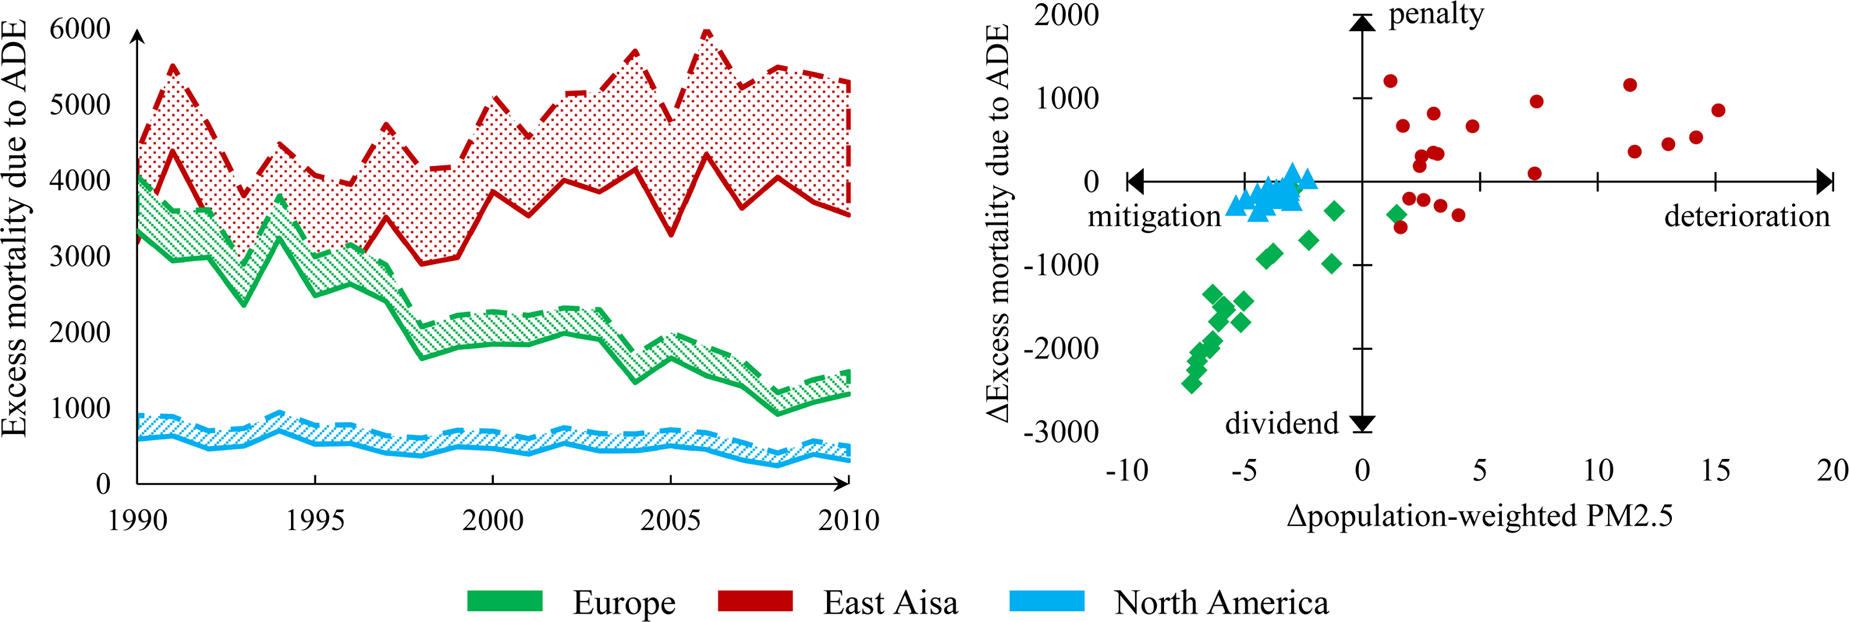 Excess mortality due to ADE
6000
5000
4000
3000
2000
1000
0
1990
1995
2000
2005
2010
ΔExcess mortality due to ADE
2000
1000
0
-1000
-2000
-3000
penalty
mitigation
deterioration
dividend
-10
-5
0
5
10
15
20
Δpopulation-weighted PM2.5
Europe
East Aisa
North America